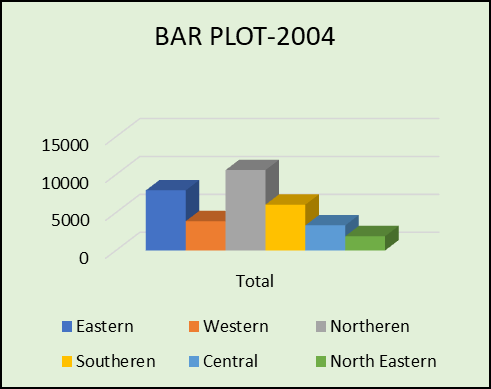 BAR PLOT-2004
15000
10000
5000
0
Total
Eastern Western Northeren
Southeren Central North Eastern